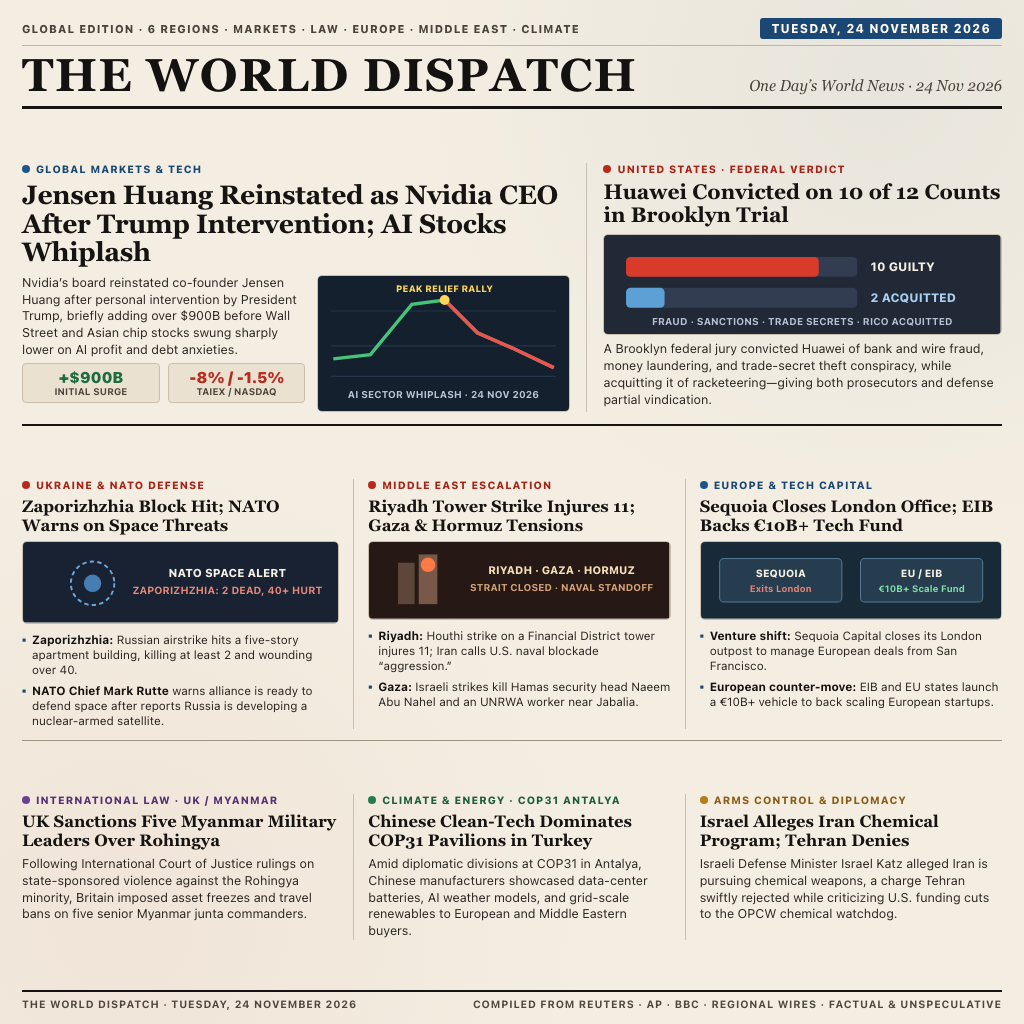 GLOBAL EDITION · 6 REGIONS · MARKETS · LAW · EUROPE · MIDDLE EAST · CLIMATE
TUESDAY, 24 NOVEMBER 2026
THE WORLD DISPATCH
One Day’s World News · 24 Nov 2026
GLOBAL MARKETS & TECH
Jensen Huang Reinstated as Nvidia CEO
After Trump Intervention; AI Stocks
Whiplash
Nvidia's board reinstated co-founder Jensen
Huang after personal intervention by President
Trump, briefly adding over $900B before Wall
Street and Asian chip stocks swung sharply
lower on AI profit and debt anxieties.
+$900B
INITIAL SURGE
-8% / -1.5%
TAIEX / NASDAQ
PEAK RELIEF RALLY
AI SECTOR WHIPLASH · 24 NOV 2026
UNITED STATES · FEDERAL VERDICT
Huawei Convicted on 10 of 12 Counts
in Brooklyn Trial
10 GUILTY
2 ACQUITTED
FRAUD · SANCTIONS · TRADE SECRETS · RICO ACQUITTED
A Brooklyn federal jury convicted Huawei of bank and wire fraud,
money laundering, and trade-secret theft conspiracy, while
acquitting it of racketeering—giving both prosecutors and defense
partial vindication.
UKRAINE & NATO DEFENSE
Zaporizhzhia Block Hit; NATO
Warns on Space Threats
NATO SPACE ALERT
ZAPORIZHZHIA: 2 DEAD, 40+ HURT
▪ Zaporizhzhia: Russian airstrike hits a five-story
apartment building, killing at least 2 and wounding
over 40.
▪ NATO Chief Mark Rutte warns alliance is ready to
defend space after reports Russia is developing a
nuclear-armed satellite.
MIDDLE EAST ESCALATION
Riyadh Tower Strike Injures 11;
Gaza & Hormuz Tensions
RIYADH · GAZA · HORMUZ
STRAIT CLOSED · NAVAL STANDOFF
▪ Riyadh: Houthi strike on a Financial District tower
injures 11; Iran calls U.S. naval blockade
“aggression.”
▪ Gaza: Israeli strikes kill Hamas security head Naeem
Abu Nahel and an UNRWA worker near Jabalia.
EUROPE & TECH CAPITAL
Sequoia Closes London Office; EIB
Backs €10B+ Tech Fund
SEQUOIA
Exits London
EU / EIB
€10B+ Scale Fund
▪ Venture shift: Sequoia Capital closes its London
outpost to manage European deals from San
Francisco.
▪ European counter-move: EIB and EU states launch
a €10B+ vehicle to back scaling European startups.
INTERNATIONAL LAW · UK / MYANMAR
UK Sanctions Five Myanmar Military
Leaders Over Rohingya
Following International Court of Justice rulings on
state-sponsored violence against the Rohingya
minority, Britain imposed asset freezes and travel
bans on five senior Myanmar junta commanders.
CLIMATE & ENERGY · COP31 ANTALYA
Chinese Clean-Tech Dominates
COP31 Pavilions in Turkey
Amid diplomatic divisions at COP31 in Antalya,
Chinese manufacturers showcased data-center
batteries, AI weather models, and grid-scale
renewables to European and Middle Eastern
buyers.
ARMS CONTROL & DIPLOMACY
Israel Alleges Iran Chemical
Program; Tehran Denies
Israeli Defense Minister Israel Katz alleged Iran is
pursuing chemical weapons, a charge Tehran
swiftly rejected while criticizing U.S. funding cuts
to the OPCW chemical watchdog.
THE WORLD DISPATCH · TUESDAY, 24 NOVEMBER 2026
COMPILED FROM REUTERS · AP · BBC · REGIONAL WIRES · FACTUAL & UNSPECULATIVE